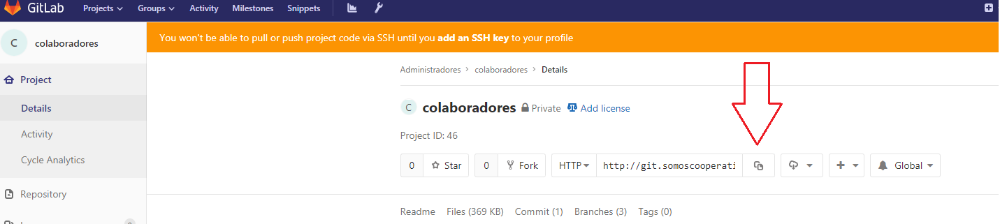 GitLab Projects Groups Activity Milestones Snippets
C colaboradores
You won't be able to pull or push project code via SSH until you add an SSH key to your profile
Project
Details
Activity
Cycle Analytics
Repository
Administradores > colaboradores > Details
C colaboradores Private Add license
Project ID: 46
0 Star 0 Fork HTTP http://git.somoscooperati Global
Readme Files (369 KB) Commit (1) Branches (3) Tags (0)